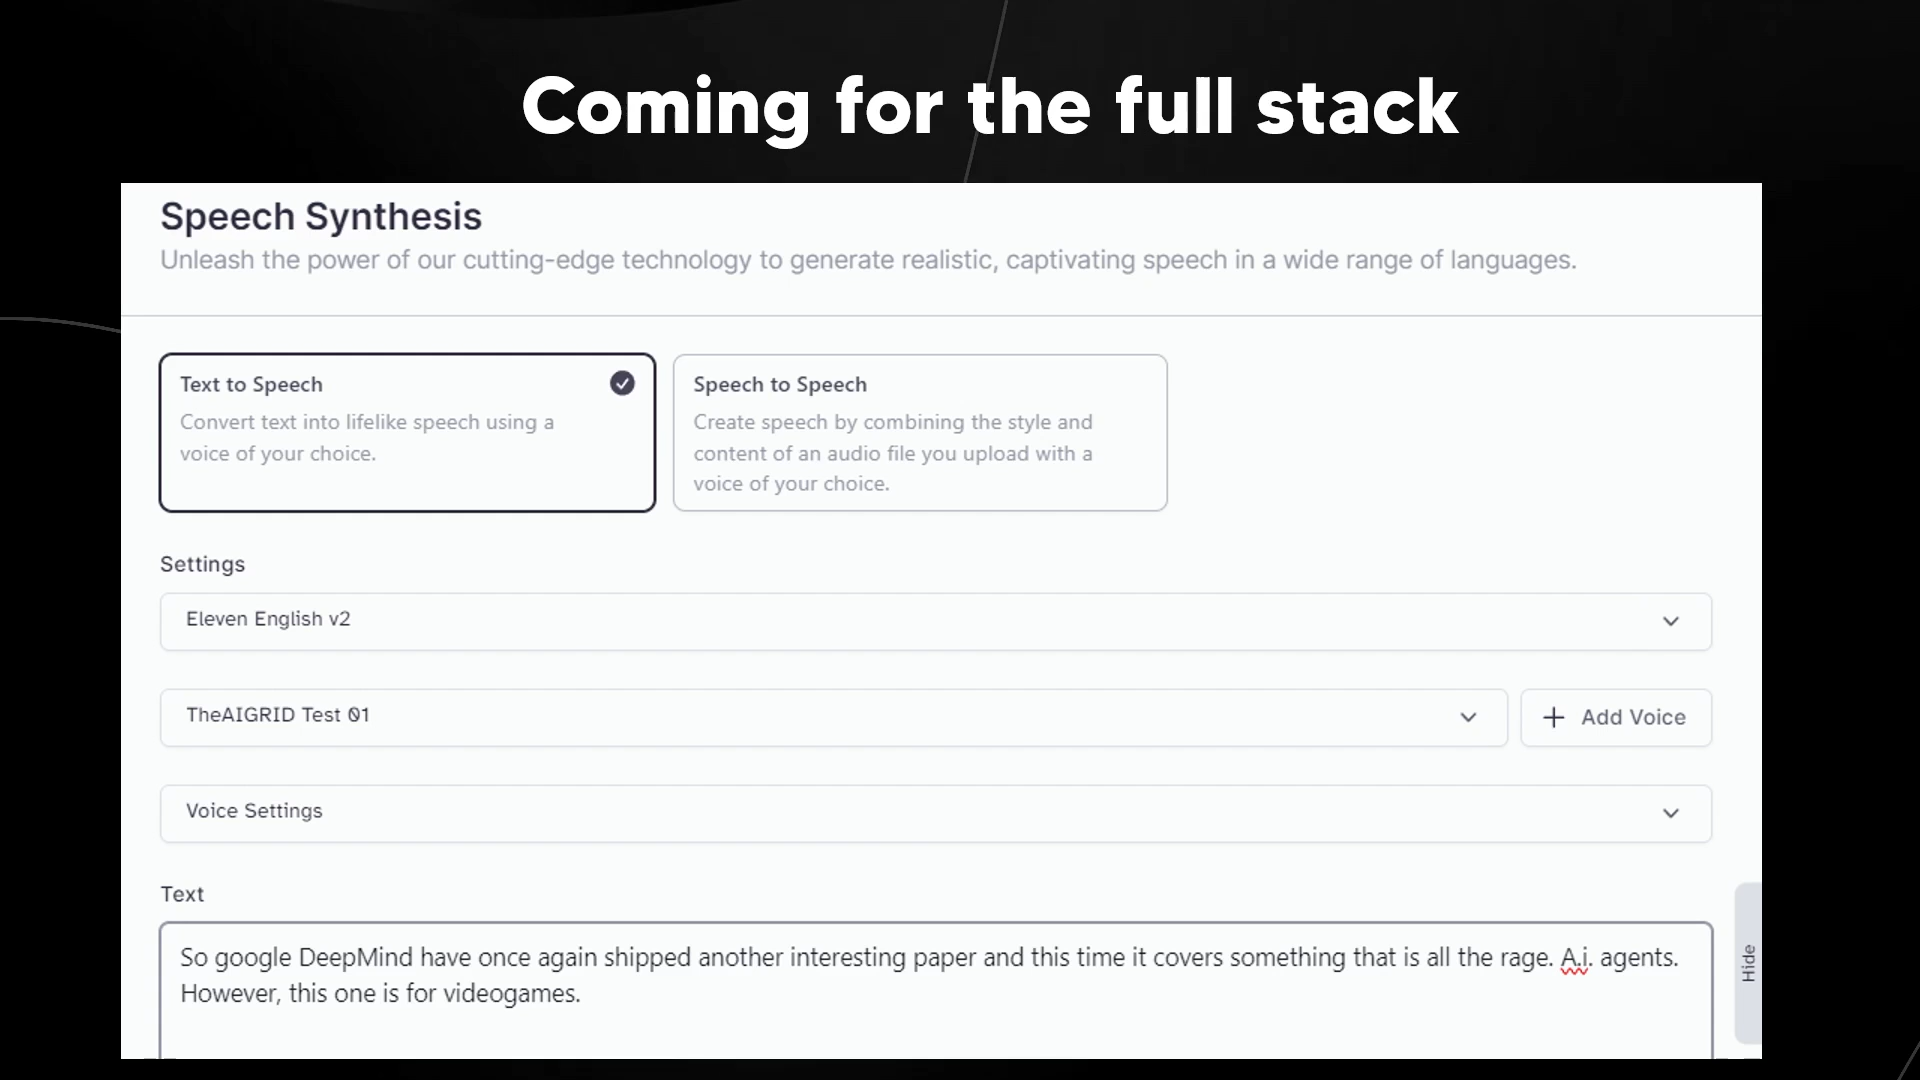 Coming for the full stack
Speech Synthesis
Unleash the power of our cutting-edge technology to generate realistic, captivating speech in a wide range of languages.
Text to Speech
Convert text into lifelike speech using a
voice of your choice.
Speech to Speech
Create speech by combining the style and
content of an audio file you upload with a
voice of your choice.
Settings
Eleven English v2
TheAIGRID Test 01
Add Voice
Voice Settings
Text
So google DeepMind have once again shipped another interesting paper and this time it covers something that is all the rage. A.i. agents.
However, this one is for videogames.
Hide